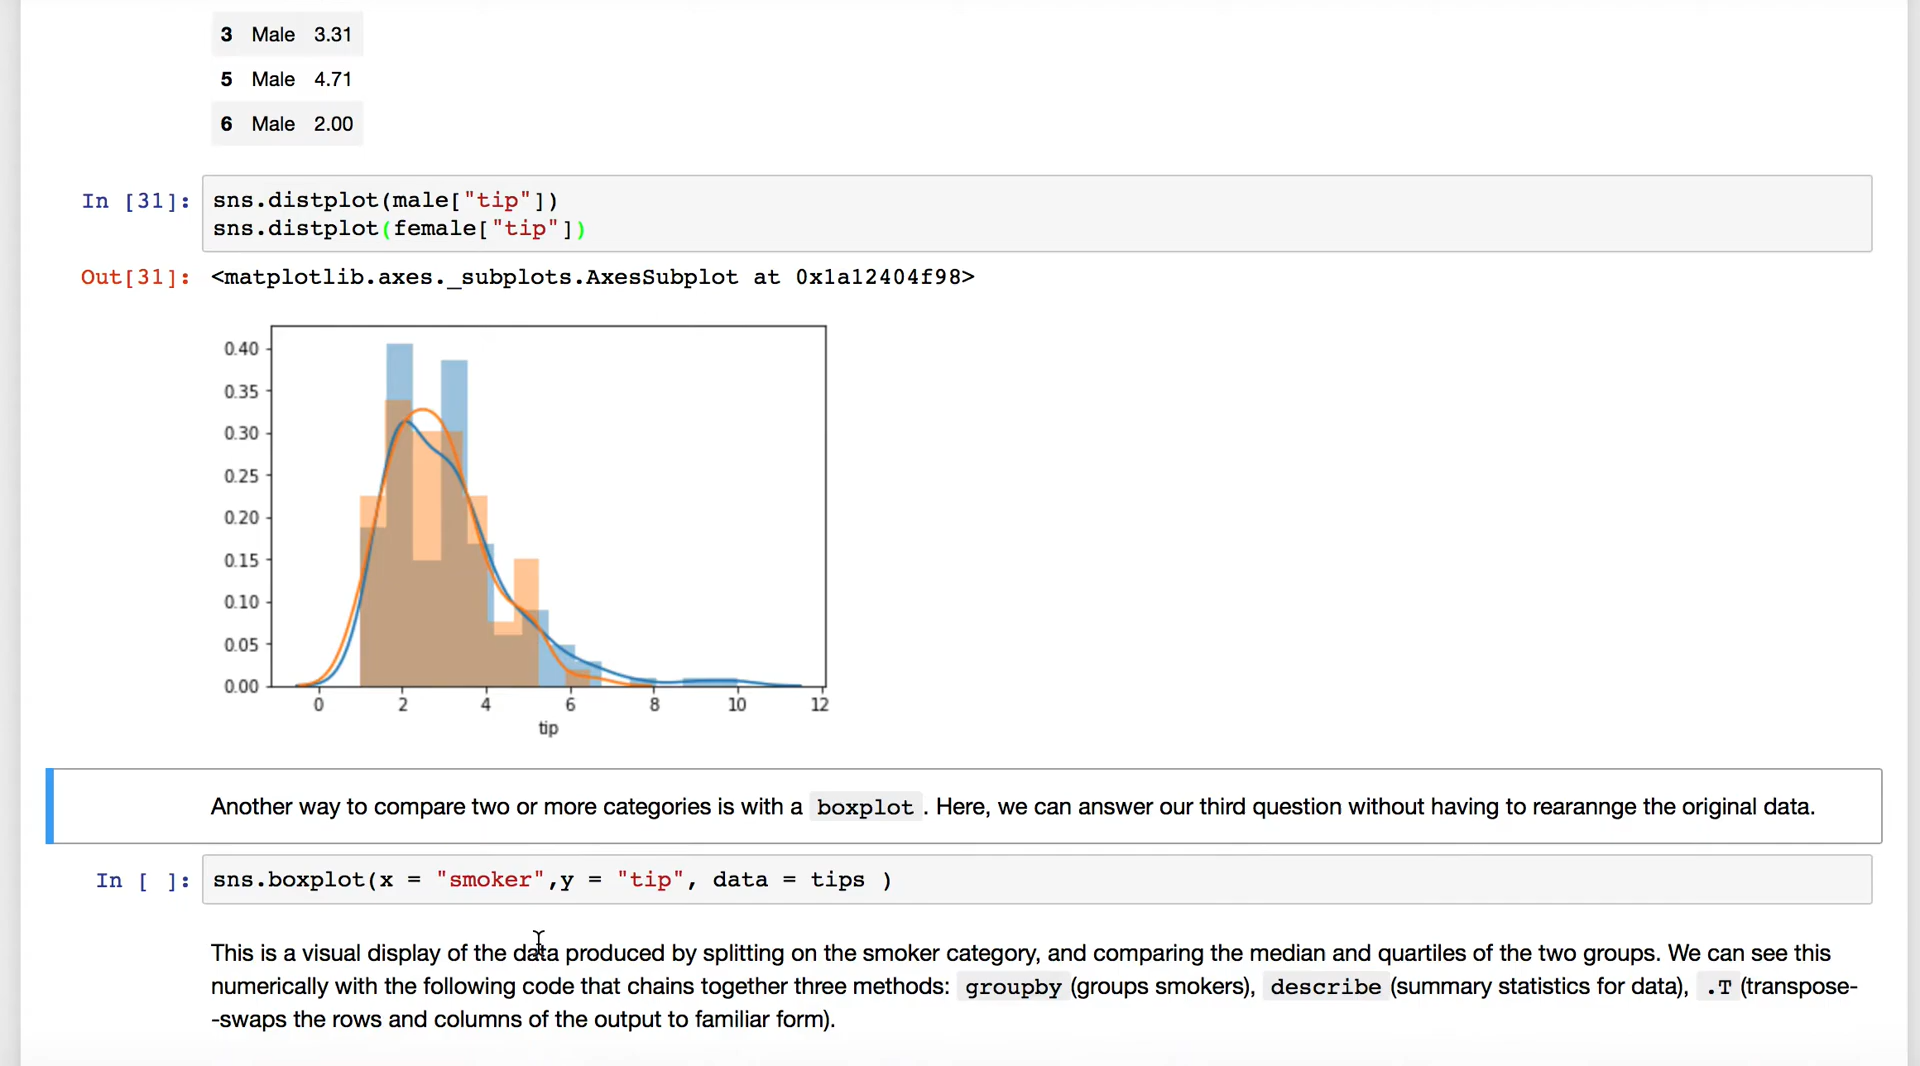 3 Male 3.31
5 Male 4.71
6 Male 2.00
In [31]: sns.distplot(male["tip"])
sns.distplot(female["tip"])
Out[31]: <matplotlib.axes._subplots.AxesSubplot at 0x1a12404f98>
0.40
0.35
0.30
0.25
0.20
0.15
0.10
0.05
0.00
0 2 4 6 8 10 12
tip
Another way to compare two or more categories is with a boxplot . Here, we can answer our third question without having to rearannge the original data.
In [ ]: sns.boxplot(x = "smoker",y = "tip", data = tips )
This is a visual display of the data produced by splitting on the smoker category, and comparing the median and quartiles of the two groups. We can see this
numerically with the following code that chains together three methods: groupby (groups smokers), describe (summary statistics for data), .T (transpose-
-swaps the rows and columns of the output to familiar form).